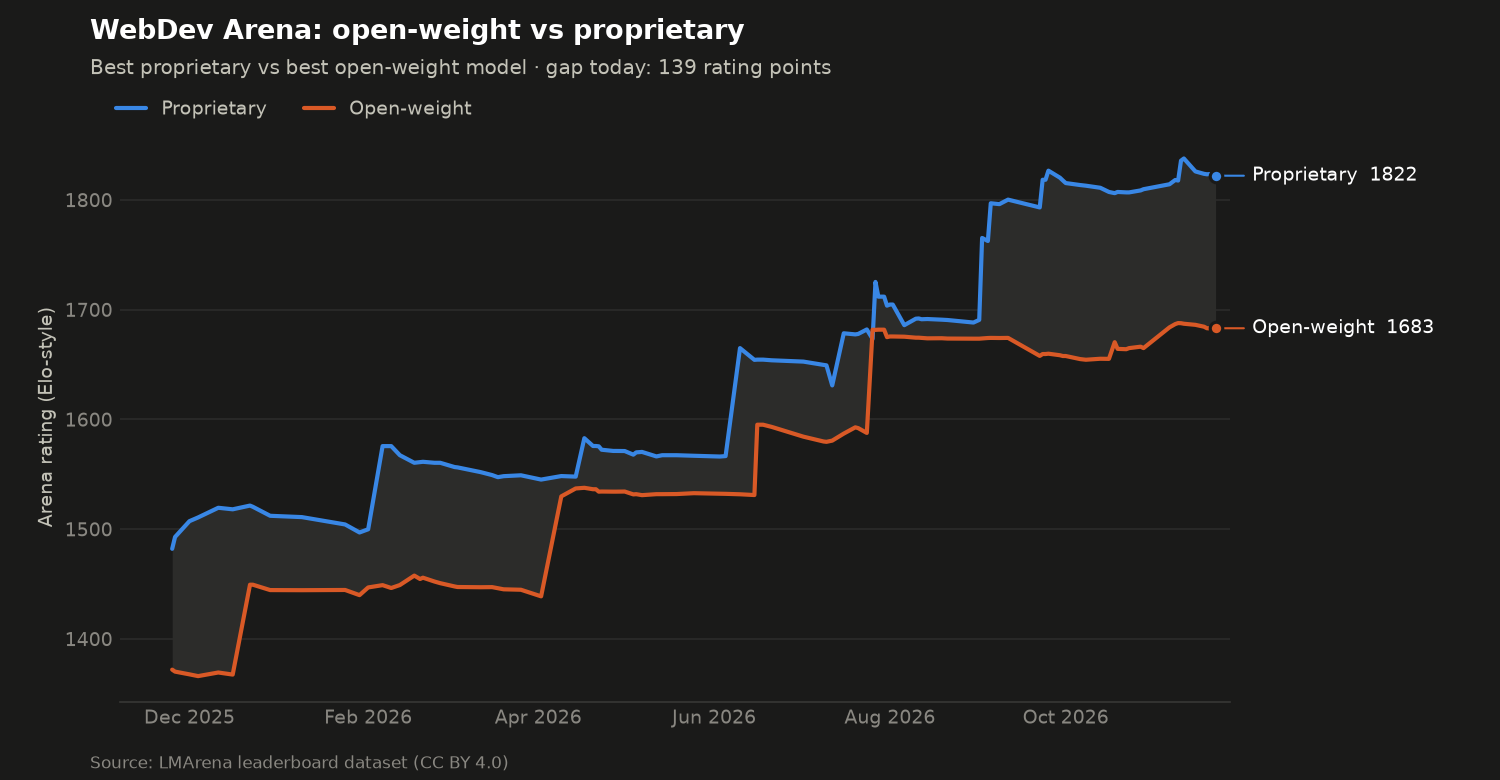 WebDev Arena: open-weight vs proprietary
Best proprietary vs best open-weight model · gap today: 139 rating points
Proprietary
Open-weight
Arena rating (Elo-style)
1800
1700
1600
1500
1400
Proprietary 1822
Open-weight 1683
Dec 2025
Feb 2026
Apr 2026
Jun 2026
Aug 2026
Oct 2026
Source: LMArena leaderboard dataset (CC BY 4.0)